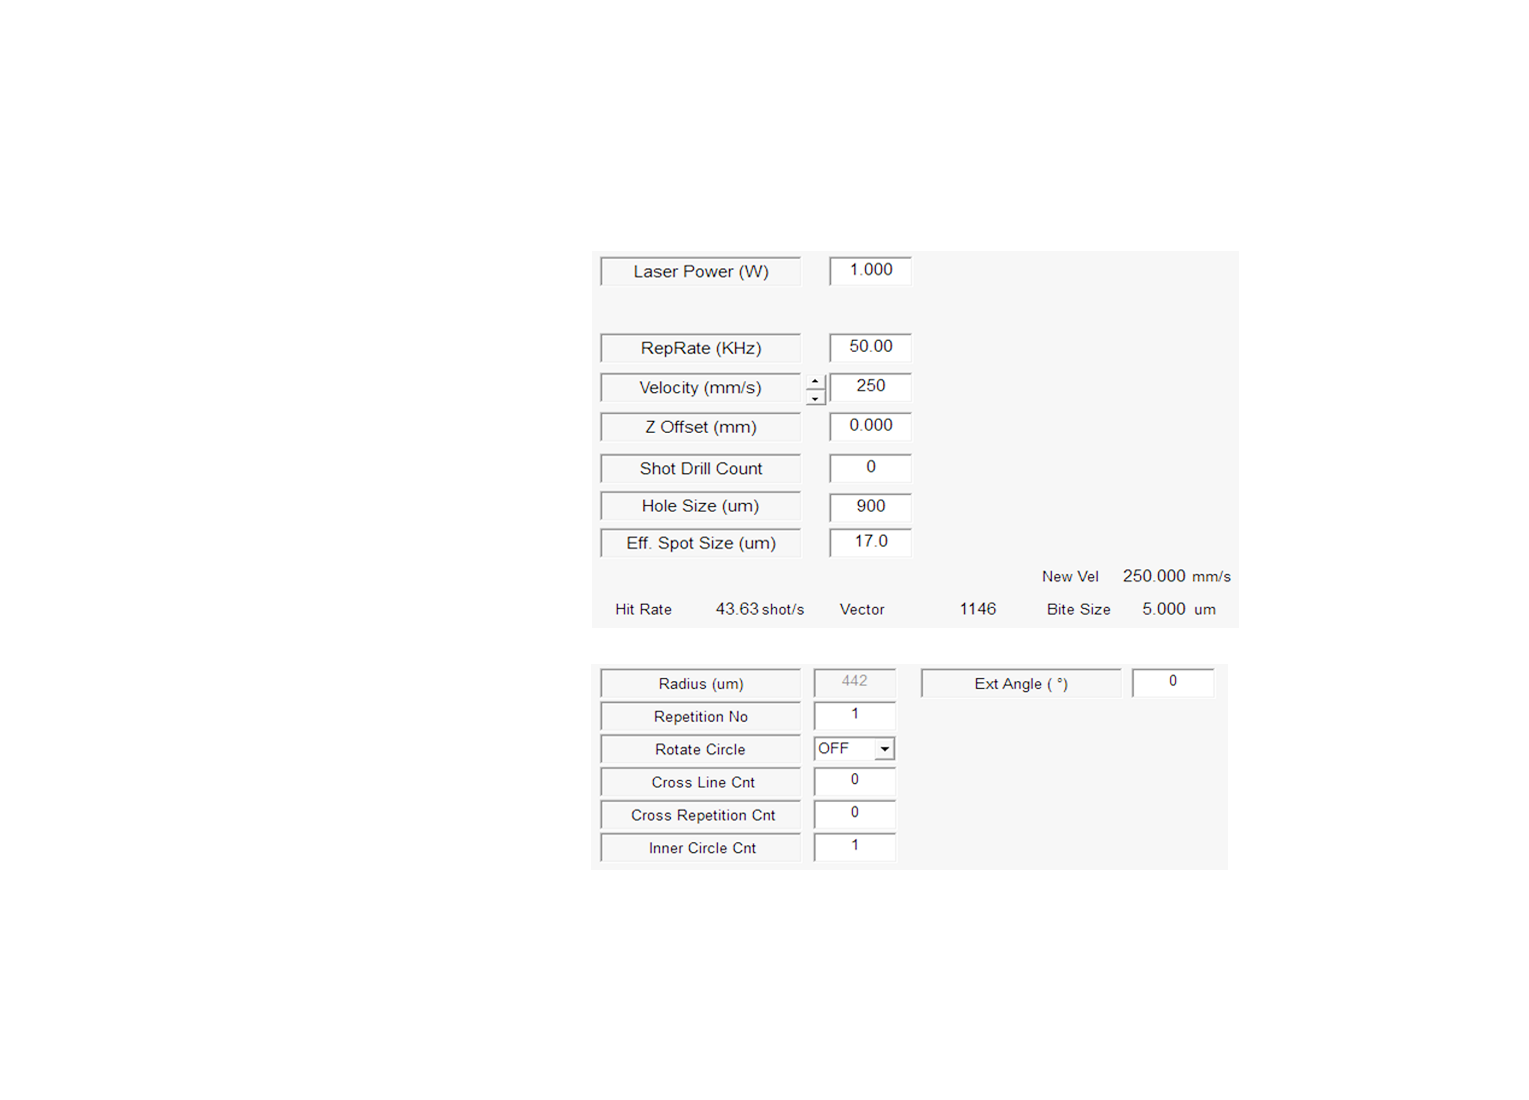 Laser Power (W) 1.000
RepRate (KHz) 50.00
Velocity (mm/s) 250
Z Offset (mm) 0.000
Shot Drill Count 0
Hole Size (um) 900
Eff. Spot Size (um) 17.0
New Vel 250.000 mm/s
Hit Rate 43.63 shot/s Vector 1146 Bite Size 5.000 um
Radius (um) 442 Ext Angle ( °) 0
Repetition No 1
Rotate Circle OFF
Cross Line Cnt 0
Cross Repetition Cnt 0
Inner Circle Cnt 1